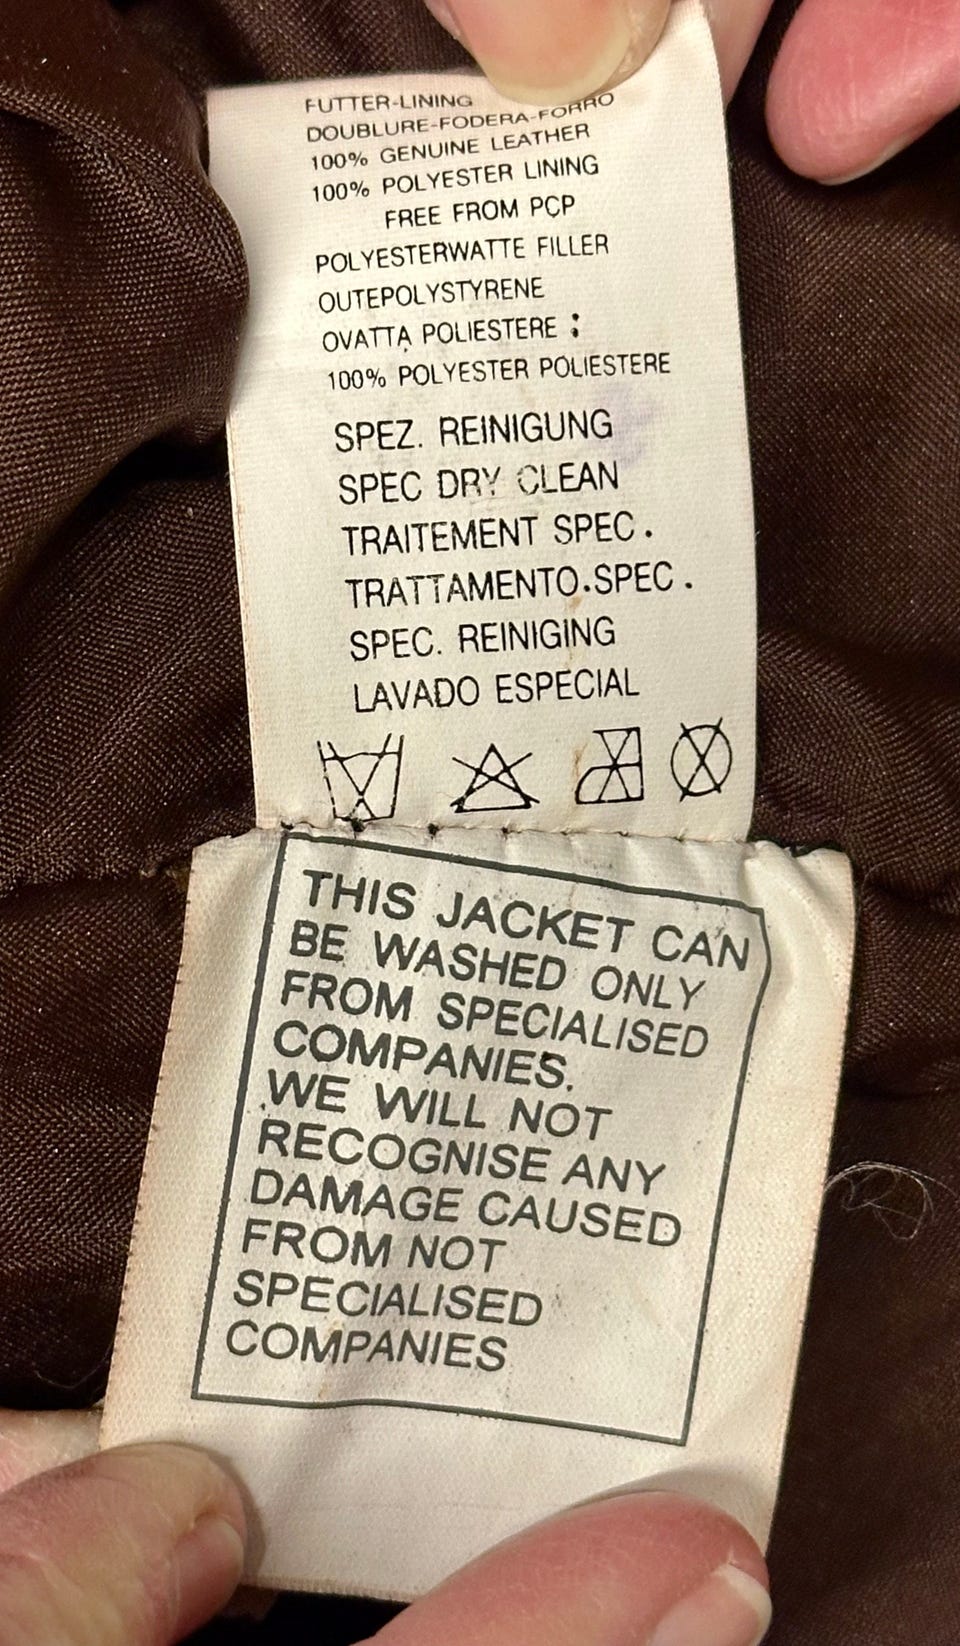 FUTTER-LINING
DOUBLURE-FODERA-FORRO
100% GENUINE LEATHER
100% POLYESTER LINING
FREE FROM PCP
POLYESTERWATTE FILLER
OUTEPOLYSTYRENE
OVATTA POLIESTERE :
100% POLYESTER POLIESTERE
SPEZ. REINIGUNG
SPEC DRY CLEAN
TRAITEMENT SPEC.
TRATTAMENTO.SPEC.
SPEC. REINIGING
LAVADO ESPECIAL
THIS JACKET CAN
BE WASHED ONLY
FROM SPECIALISED
COMPANIES.
WE WILL NOT
RECOGNISE ANY
DAMAGE CAUSED
FROM NOT
SPECIALISED
COMPANIES